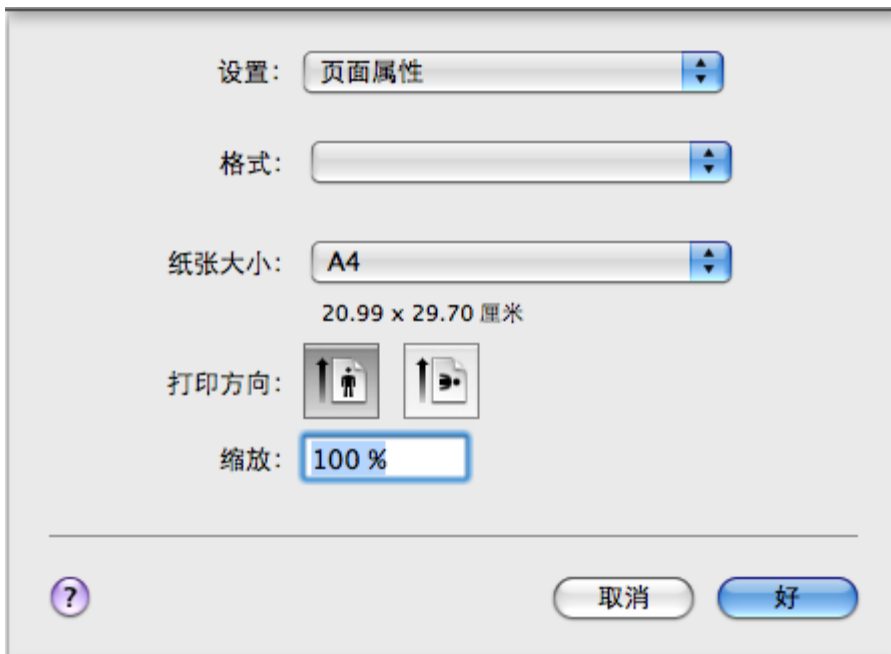 设置： 页面属性
格式：
纸张大小： A4
20.99 x 29.70 厘米
打印方向：
缩放： 100 %
? 取消 好